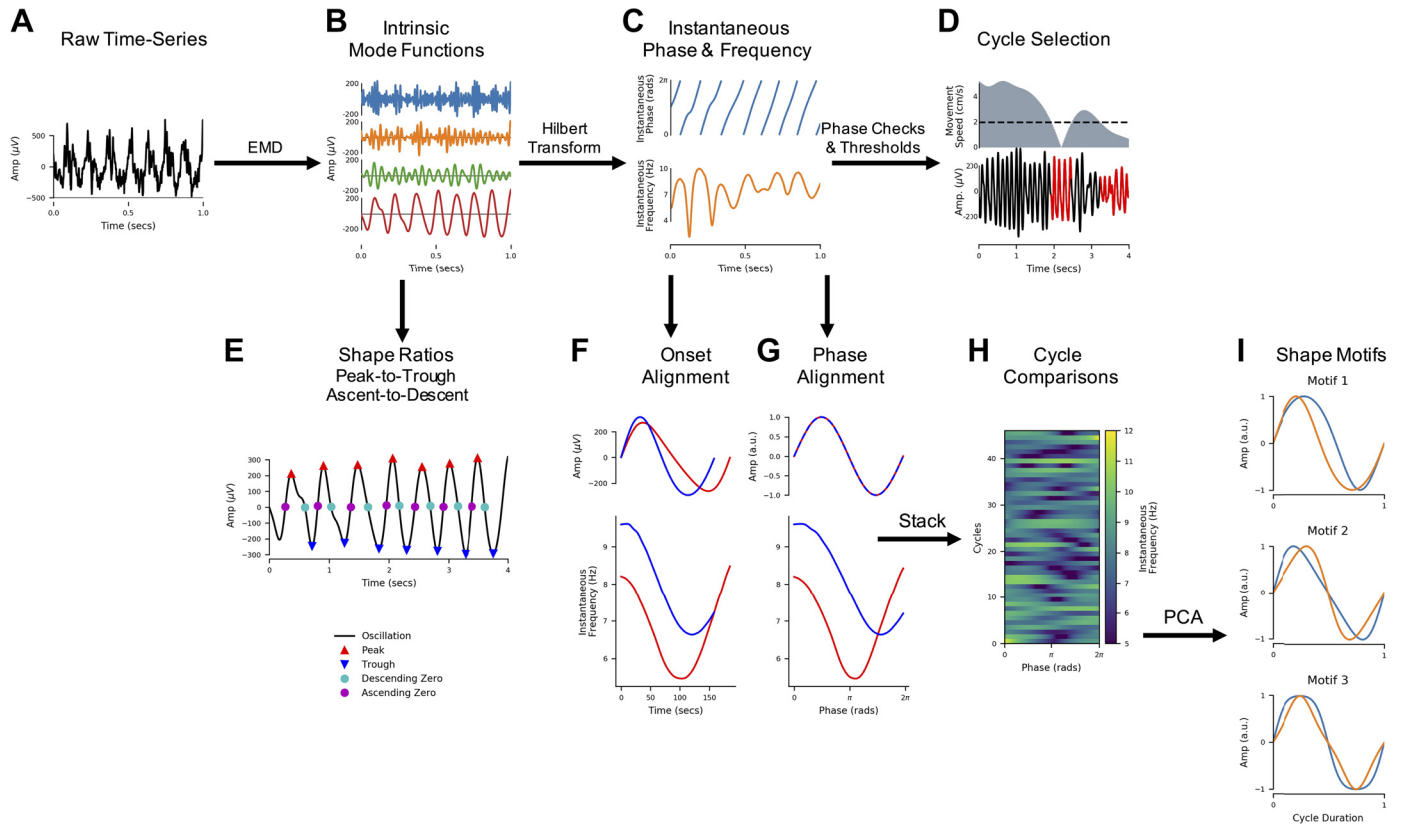 A
Raw Time-Series
Amp (µV)
500
0
−500
0.0
0.5
1.0
Time (secs)
EMD
B
Intrinsic
Mode Functions
Amp (µV)
200
-200
200
-200
200
-200
200
-200
0.0
0.5
1.0
Time (secs)
Hilbert
Transform
C
Instantaneous
Phase & Frequency
Instantaneous
Phase (rads)
2π
0
Instantaneous
Frequency (Hz)
10
7
4
0.0
0.5
1.0
Time (secs)
Phase Checks
& Thresholds
D
Cycle Selection
Movement
Speed (cm/s)
4
2
0
Amp. (µV)
200
0
-200
0
1
2
3
4
Time (secs)
E
Shape Ratios
Peak-to-Trough
Ascent-to-Descent
Amp (µV)
300
200
100
0
−100
−200
−300
0
1
2
3
4
Time (secs)
Oscillation
Peak
Trough
Descending Zero
Ascending Zero
F
Onset
Alignment
Amp (µV)
200
0
−200
Instantaneous
Frequency (Hz)
9
8
7
6
0
50
100
150
Time (secs)
G
Phase
Alignment
Amp (a.u.)
1.0
0.5
0.0
−0.5
−1.0
9
8
7
6
0
π
2π
Phase (rads)
Stack
H
Cycle
Comparisons
Cycles
40
30
20
10
0
0
π
2π
Phase (rads)
12
11
10
9
8
7
6
5
Instantaneous
Frequency (Hz)
PCA
I
Shape Motifs
Motif 1
Amp (a.u.)
1
0
−1
0
1
Motif 2
Amp (a.u.)
1
0
−1
0
1
Motif 3
Amp (a.u.)
1
0
−1
0
1
Cycle Duration